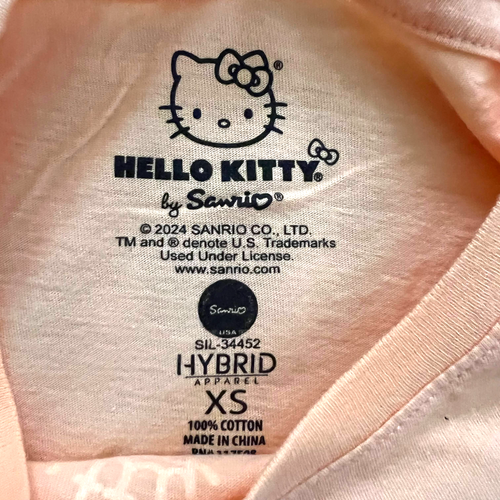 ®
HELLO KITTY®
by Sanrio®
© 2024 SANRIO CO., LTD.
TM and ® denote U.S. Trademarks
Used Under License.
www.sanrio.com
Sanrio
USA
SIL-34452
HYBRID
APPAREL
XS
100% COTTON
MADE IN CHINA